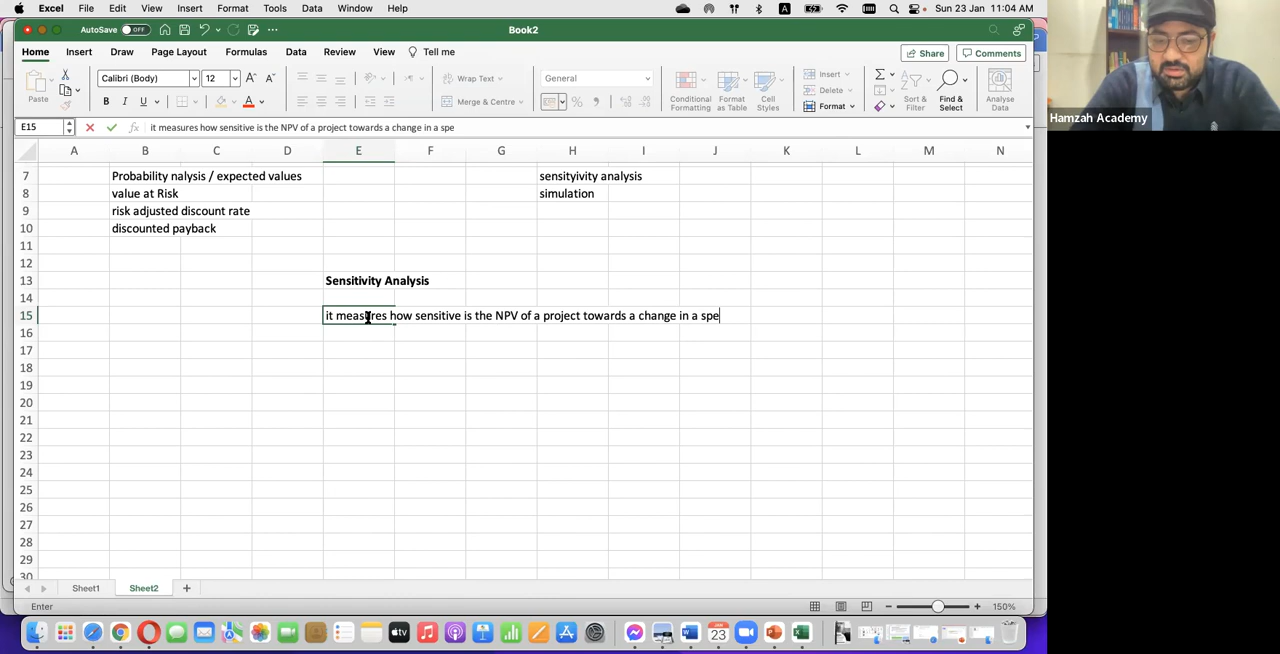 Excel File Edit View Insert Format Tools Data Window Help A Sun 23 Jan 11:04 AM
AutoSave OFF Book2
Home Insert Draw Page Layout Formulas Data Review View Tell me Share Comments
Paste Calibri (Body) 12 A A Wrap Text General Conditional Formatting Format as Table Cell Styles Insert Sort & Filter Find & Select Analyse Data
B I U A Merge & Centre % Delete
Format
E15 fx it measures how sensitive is the NPV of a project towards a change in a spe
A B C D E F G H I J K L M N
7 Probability nalysis / expected values sensityivity analysis
8 value at Risk simulation
9 risk adjusted discount rate
10 discounted payback
11
12
13 Sensitivity Analysis
14
15 it measures how sensitive is the NPV of a project towards a change in a spe
16
17
18
19
20
21
22
23
24
25
26
27
28
29
30
Sheet1 Sheet2 +
Enter 150%
Hamzah Academy
tv
JAN
23